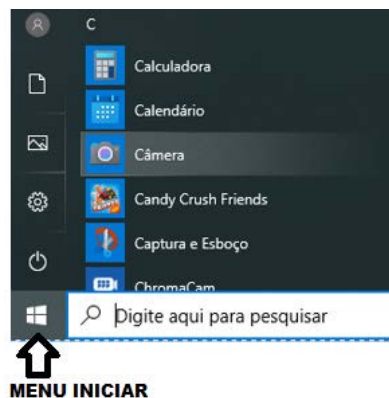 C
Calculadora
Calendário
Câmera
Candy Crush Friends
Captura e Esboço
ChromaCam
Digite aqui para pesquisar
MENU INICIAR